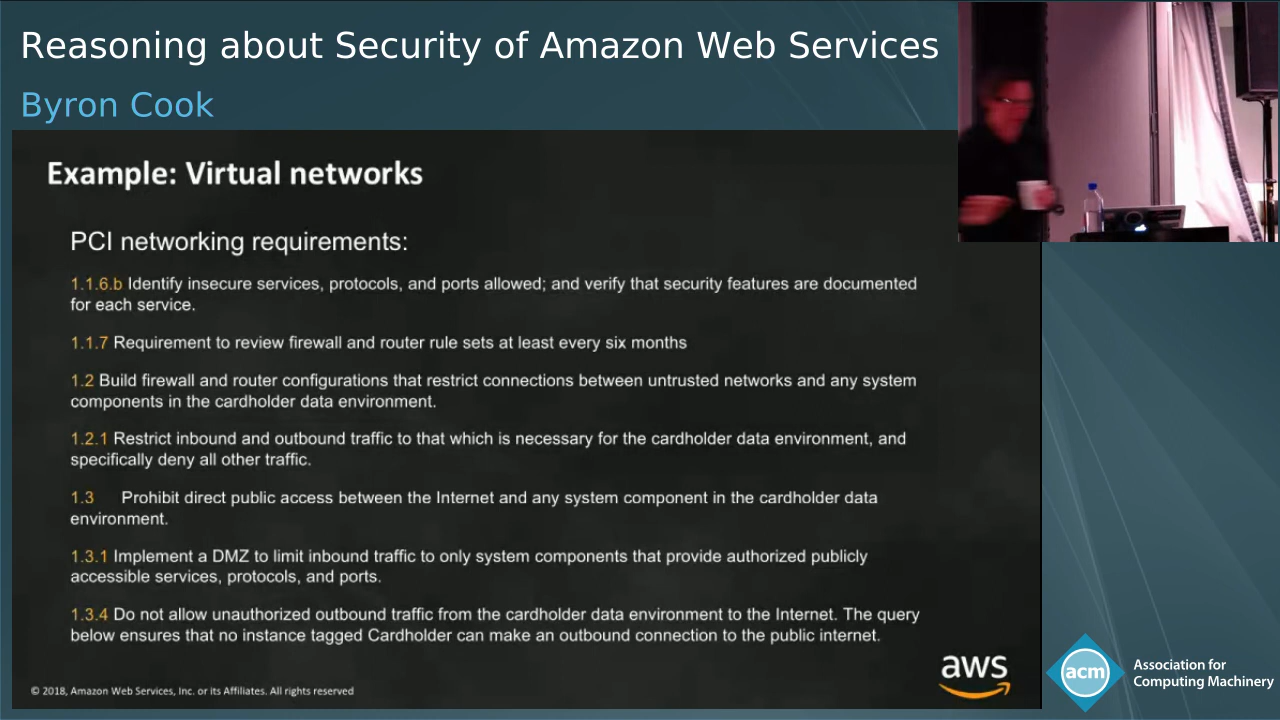 Reasoning about Security of Amazon Web Services
Byron Cook
Example: Virtual networks
PCI networking requirements:
1.1.6.b Identify insecure services, protocols, and ports allowed; and verify that security features are documented
for each service.
1.1.7 Requirement to review firewall and router rule sets at least every six months
1.2 Build firewall and router configurations that restrict connections between untrusted networks and any system
components in the cardholder data environment.
1.2.1 Restrict inbound and outbound traffic to that which is necessary for the cardholder data environment, and
specifically deny all other traffic.
1.3 Prohibit direct public access between the Internet and any system component in the cardholder data
environment.
1.3.1 Implement a DMZ to limit inbound traffic to only system components that provide authorized publicly
accessible services, protocols, and ports.
1.3.4 Do not allow unauthorized outbound traffic from the cardholder data environment to the Internet. The query
below ensures that no instance tagged Cardholder can make an outbound connection to the public internet.
© 2018, Amazon Web Services, Inc. or its Affiliates. All rights reserved
aws
acm
Association for
Computing Machinery